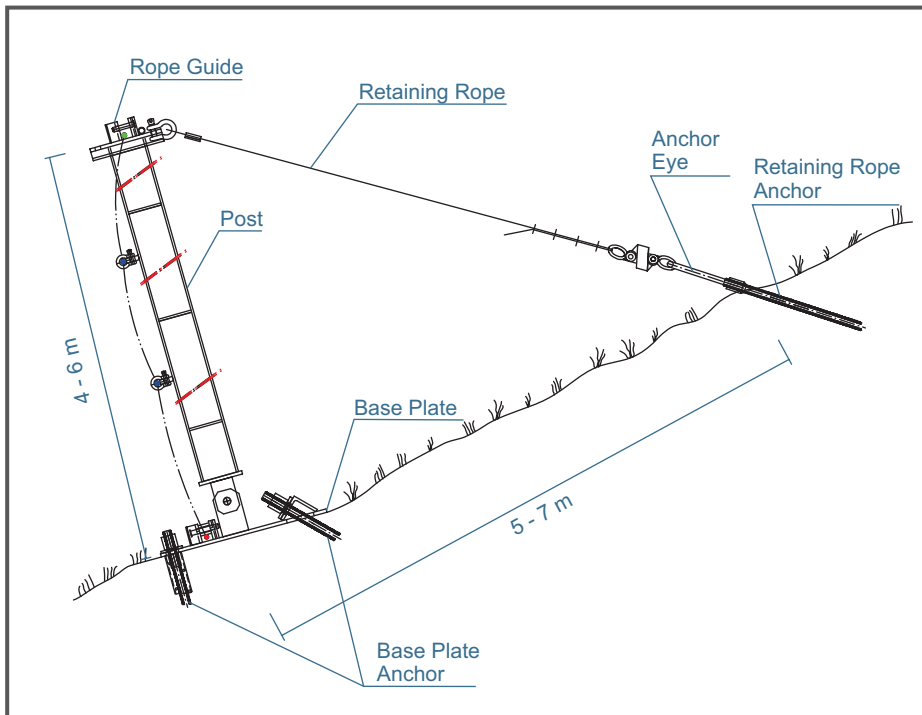 Rope Guide
Retaining Rope
Anchor
Eye
Retaining Rope
Anchor
Post
4 - 6 m
Base Plate
5 - 7 m
Base Plate
Anchor